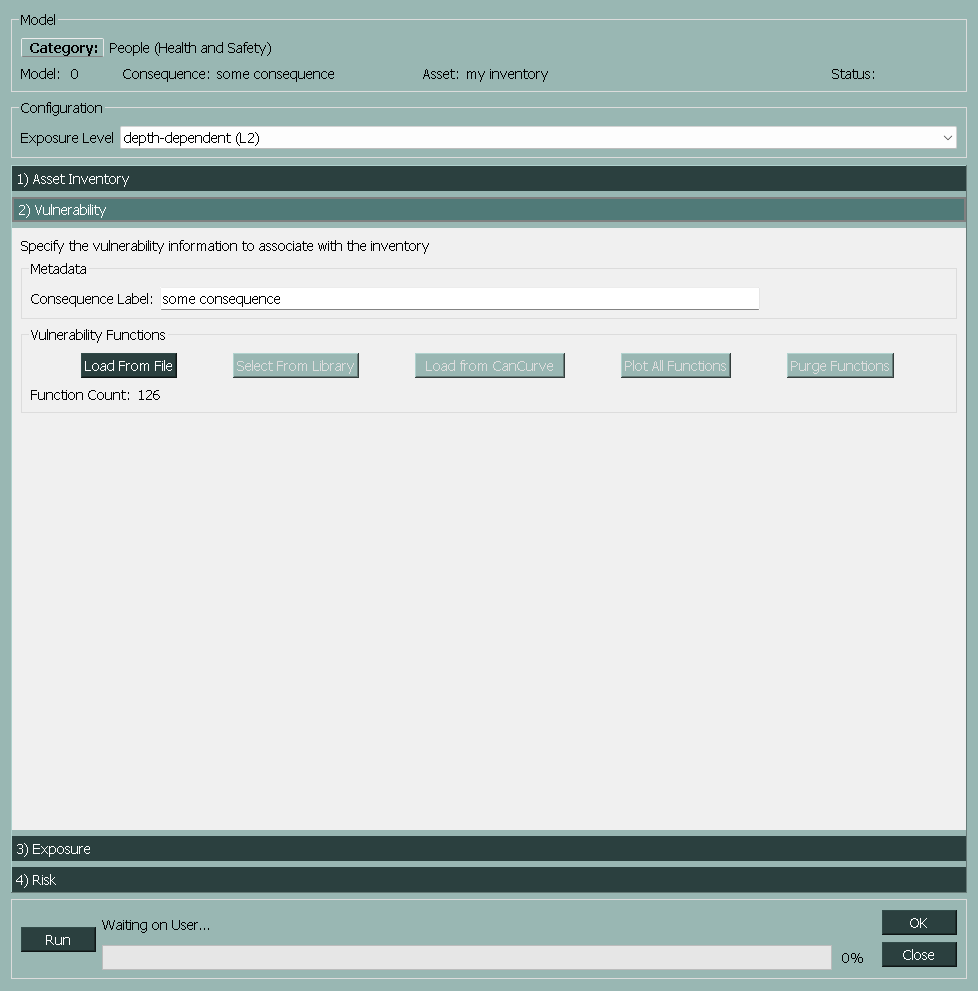 Model
Category: People (Health and Safety)
Model: 0 Consequence: some consequence Asset: my inventory Status:
Configuration
Exposure Level depth-dependent (L2)
1) Asset Inventory
2) Vulnerability
Specify the vulnerability information to associate with the inventory
Metadata
Consequence Label: some consequence
Vulnerability Functions
Load From File Select From Library Load from CanCurve Plot All Functions Purge Functions
Function Count: 126
3) Exposure
4) Risk
Waiting on User...
Run
OK
0%
Close